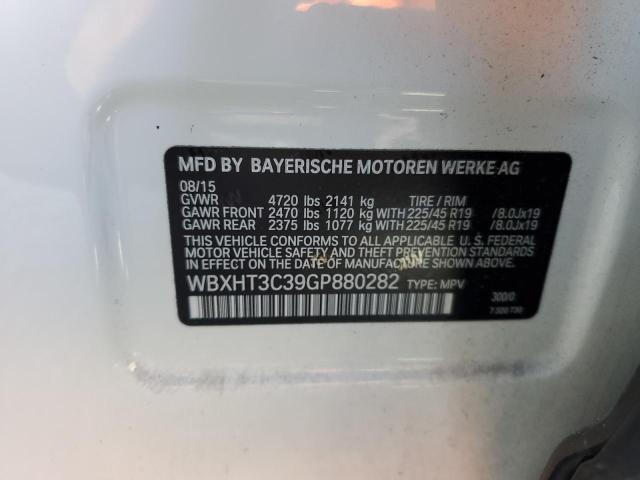 MFD BY BAYERISCHE MOTOREN WERKE AG
08/15
GVWR 4720 lbs 2141 kg TIRE / RIM
GAWR FRONT 2470 lbs 1120 kg WITH 225/45 R19 /8.0Jx19
GAWR REAR 2375 lbs 1077 kg WITH 225/45 R19 /8.0Jx19
THIS VEHICLE CONFORMS TO ALL APPLICABLE U. S. FEDERAL
MOTOR VEHICLE SAFETY AND THEFT PREVENTION STANDARDS
IN EFFECT ON THE DATE OF MANUFACTURE SHOWN ABOVE.
WBXHT3C39GP880282 TYPE: MPV
300/0